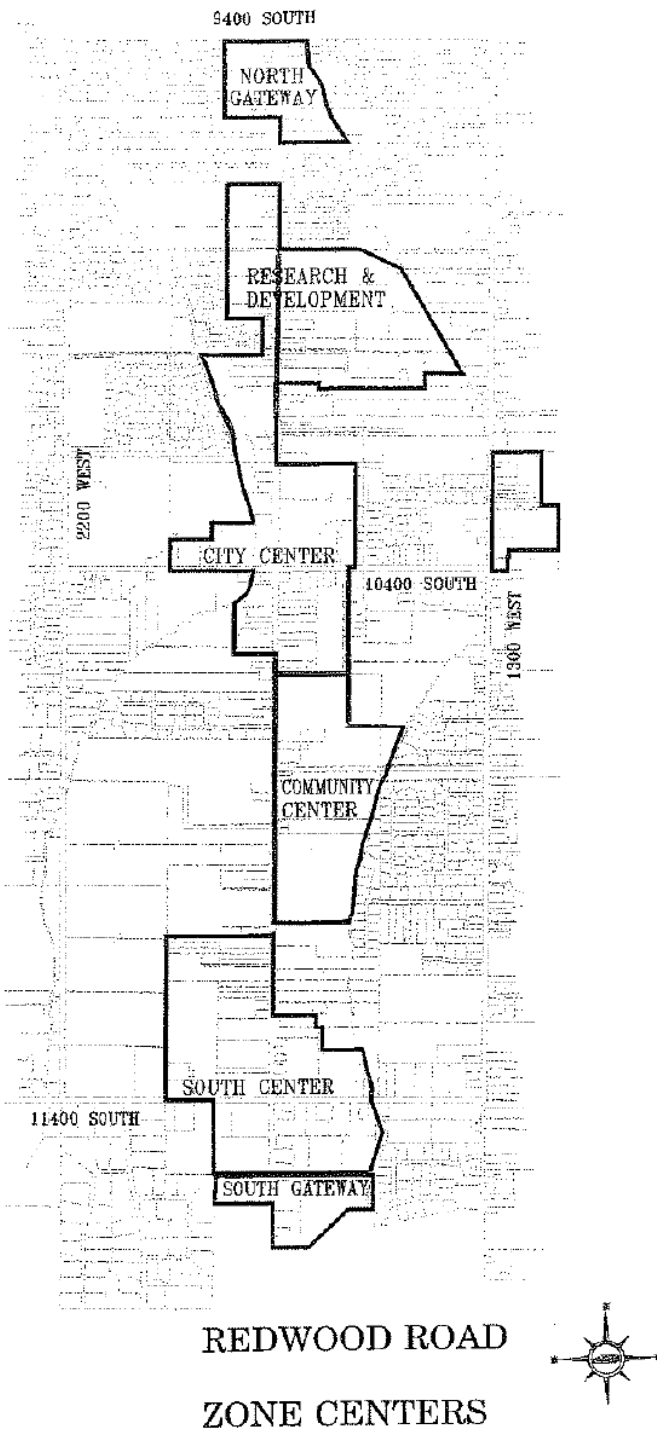 9400 SOUTH
NORTH
GATEWAY
RESEARCH &
DEVELOPMENT
2200 WEST
CITY CENTER
10400 SOUTH
1300 WEST
COMMUNITY
CENTER
SOUTH CENTER
11400 SOUTH
SOUTH GATEWAY
REDWOOD ROAD
ZONE CENTERS